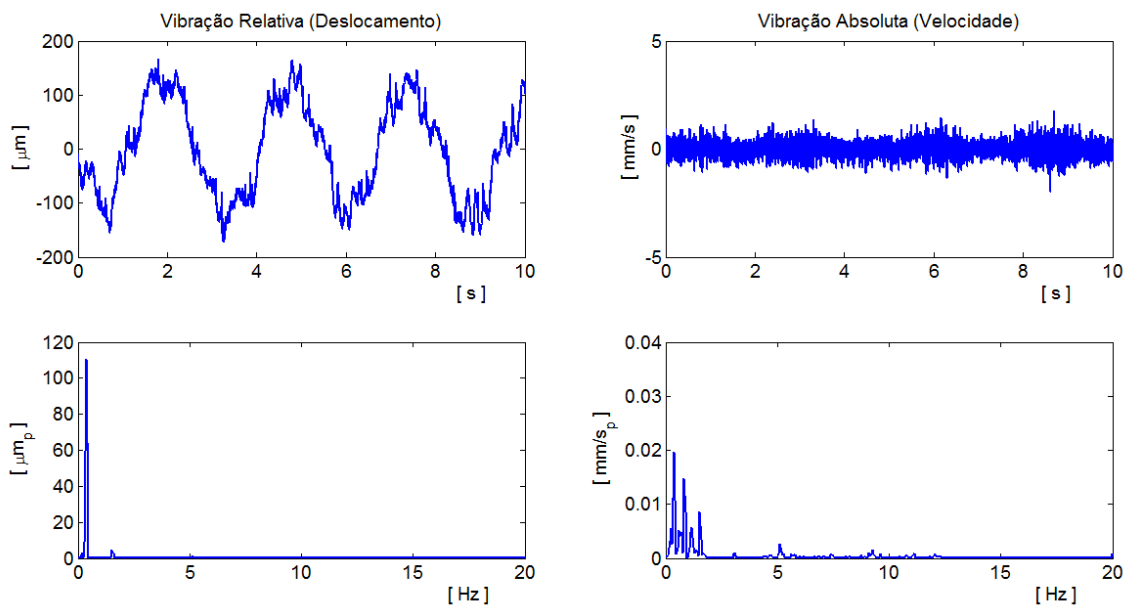 Vibração Relativa (Deslocamento)
200
100
0
-100
-200
[ μm ]
0 2 4 6 8 10
[ s ]
Vibração Absoluta (Velocidade)
5
0
-5
[ mm/s ]
0 2 4 6 8 10
[ s ]
120
100
80
60
40
20
0
[ μmp ]
0 5 10 15 20
[ Hz ]
0.04
0.03
0.02
0.01
0
[ mm/sp ]
0 5 10 15 20
[ Hz ]